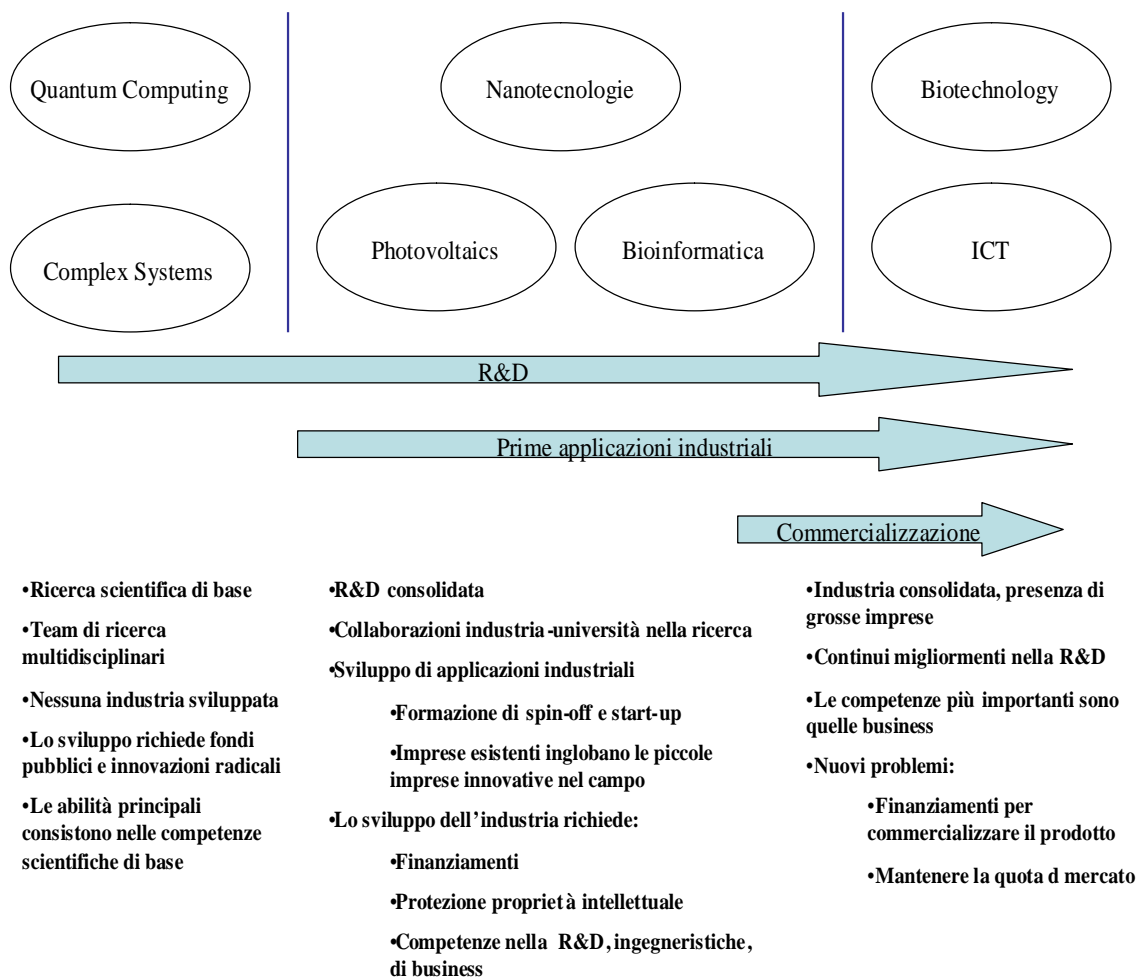 Quantum Computing
Nanotecnologie
Biotechnology
Complex Systems
Photovoltaics
Bioinformatica
ICT
R&D
Prime applicazioni industriali
Commercializzazione
•Ricerca scientifica di base
•Team di ricerca
multidisciplinari
•Nessuna industria sviluppata
•Lo sviluppo richiede fondi
pubblici e innovazioni radicali
•Le abilità principali
consistono nelle competenze
scientifiche di base
•R&D consolidata
•Collaborazioni industria-università nella ricerca
•Sviluppo di applicazioni industriali
•Formazione di spin-off e start-up
•Imprese esistenti inglobano le piccole
imprese innovative nel campo
•Lo sviluppo dell'industria richiede:
•Finanziamenti
•Protezione proprietà intellettuale
•Competenze nella R&D, ingegneristiche,
di business
•Industria consolidata, presenza di
grosse imprese
•Continui migliormenti nella R&D
•Le competenze più importanti sono
quelle business
•Nuovi problemi:
•Finanziamenti per
commercializzare il prodotto
•Mantenere la quota d mercato